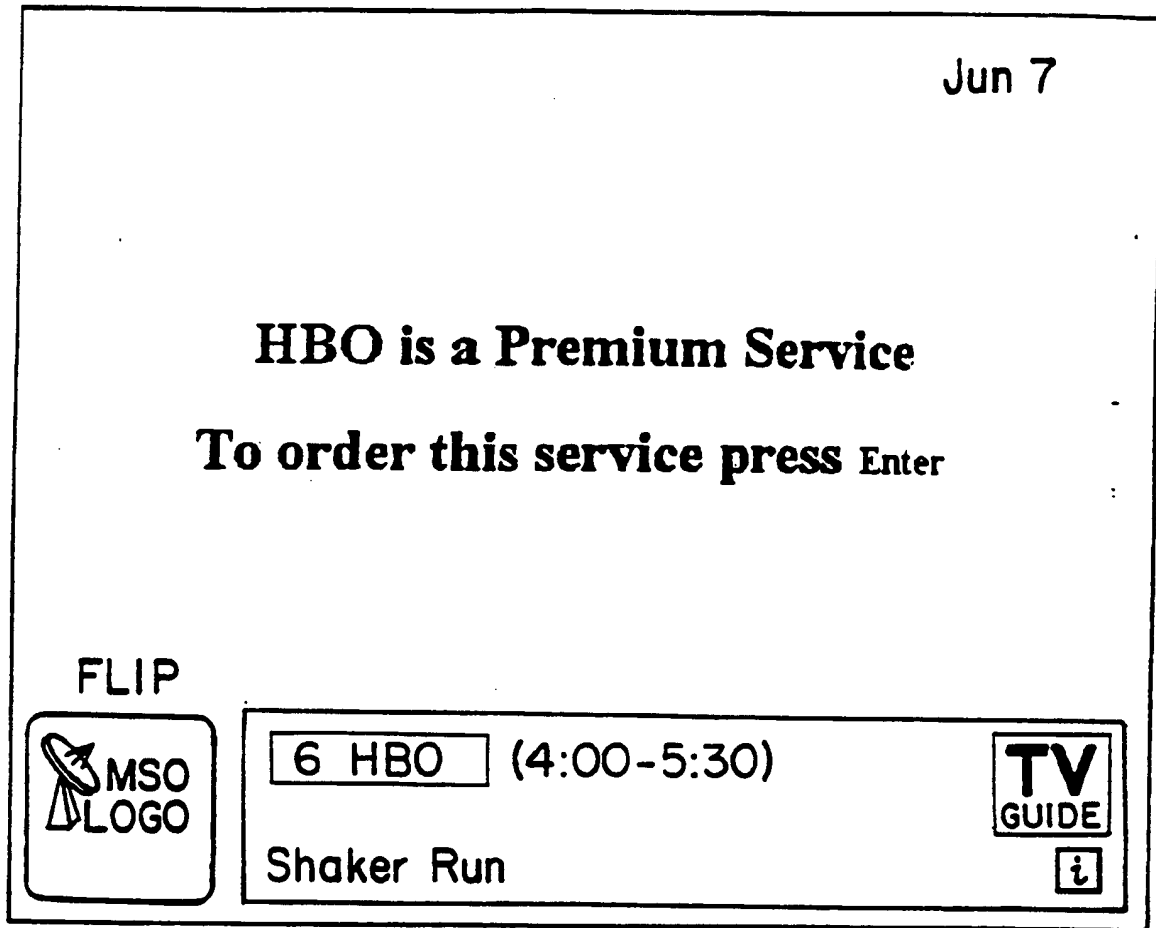 Jun 7
HBO is a Premium Service
To order this service press Enter
FLIP
MSO
LOGO
6 HBO (4:00-5:30)
Shaker Run
TV
GUIDE
i